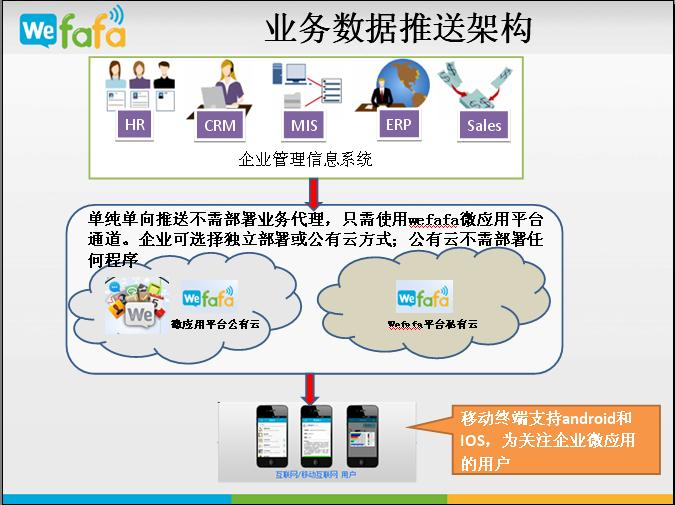 Wefafa
业务数据推送架构
HR
CRM
MIS
ERP
Sales
企业管理信息系统
单纯单向推送不需部署业务代理，只需使用wefafa微应用平台
通道。企业可选择独立部署或公有云方式；公有云不需部署任
何程序
We
Wefafa
微应用平台公有云
Wefafa
Wefafa平台私有云
移动终端支持android和
IOS，为关注企业微应用
的用户
互联网/移动互联网 用户